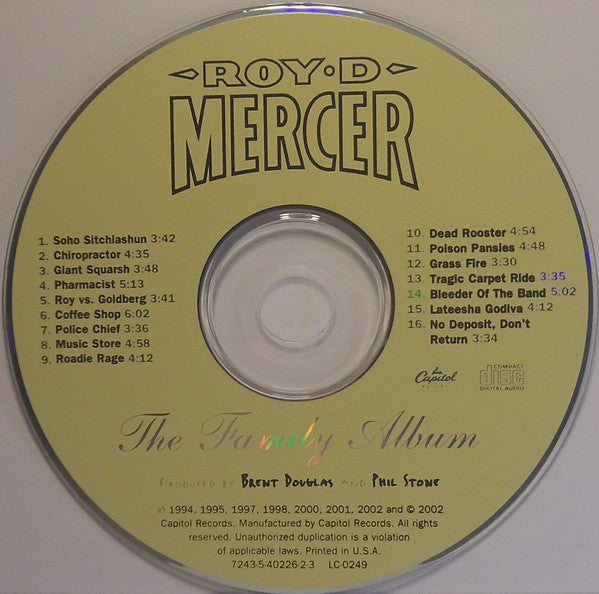 ROY·D
MERCER
1. Soho Sitchiashun 3:42
2. Chiropractor 4:35
3. Giant Squarsh 3:48
4. Pharmacist 5:13
5. Roy vs. Goldberg 3:41
6. Coffee Shop 6:02
7. Police Chief 3:36
8. Music Store 4:58
9. Roadie Rage 4:12
10. Dead Rooster 4:54
11. Poison Pansies 4:48
12. Grass Fire 3:30
13. Tragic Carpet Ride 3:35
14. Bleeder Of The Band 5:02
15. Lateesha Godiva 4:12
16. No Deposit, Don't
Return 3:34
Capitol
COMPACT
disc
DIGITAL AUDIO
The Family Album
PRODUCED BY BRENT DOUGLAS AND PHIL STONE
℗ 1994, 1995, 1997, 1998, 2000, 2001, 2002 and © 2002
Capitol Records. Manufactured by Capitol Records. All rights
reserved. Unauthorized duplication is a violation
of applicable laws. Printed in U.S.A.
7243-5-40226-2-3 LC-0249